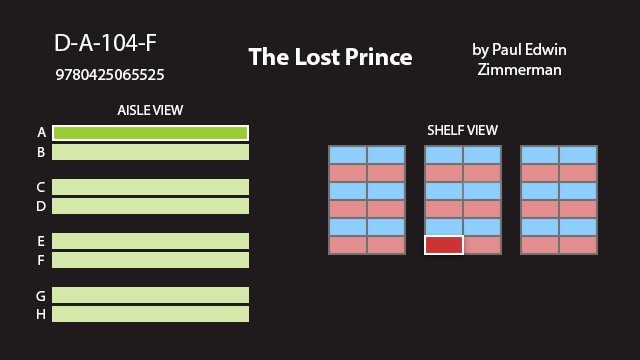 D-A-104-F
9780425065525
The Lost Prince
by Paul Edwin
Zimmerman
AISLE VIEW
A
B
C
D
E
F
G
H
SHELF VIEW